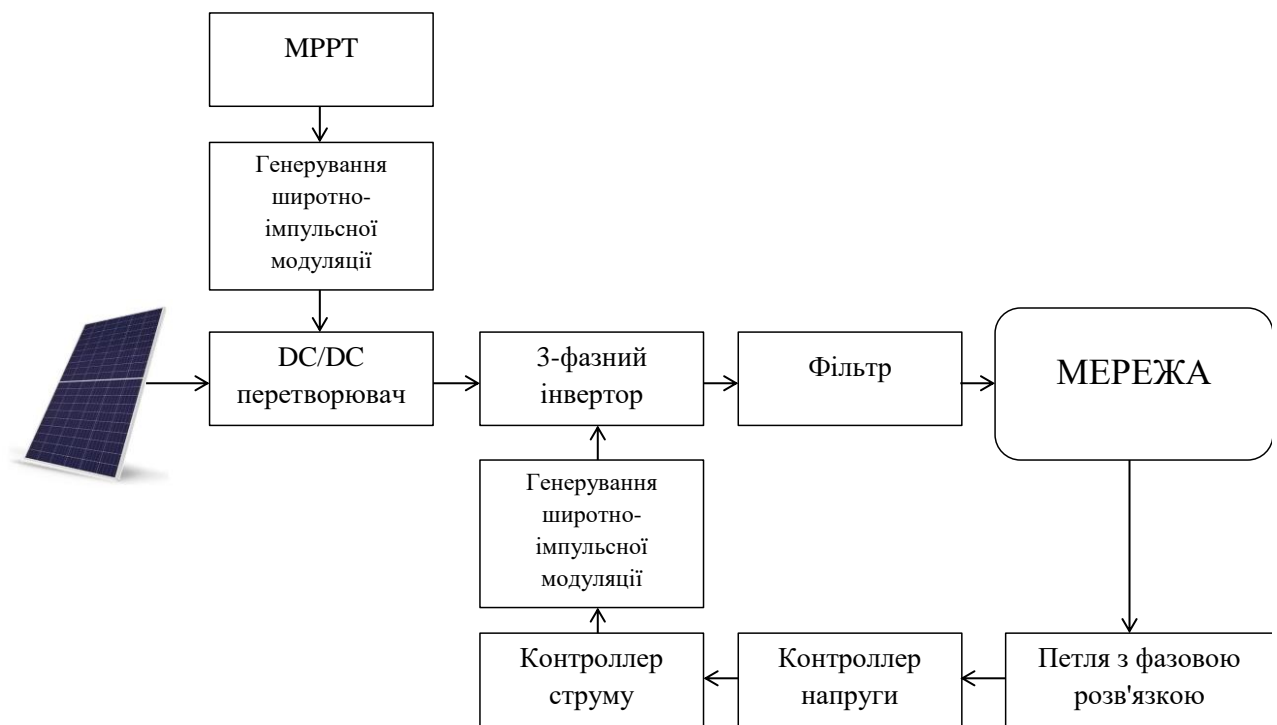 МРРТ
Генерування
широтно-
імпульсної
модуляції
DC/DC
перетворювач
3-фазний
інвертор
Фільтр
МЕРЕЖА
Генерування
широтно-
імпульсної
модуляції
Контроллер
струму
Контроллер
напруги
Петля з фазовою
розв'язкою